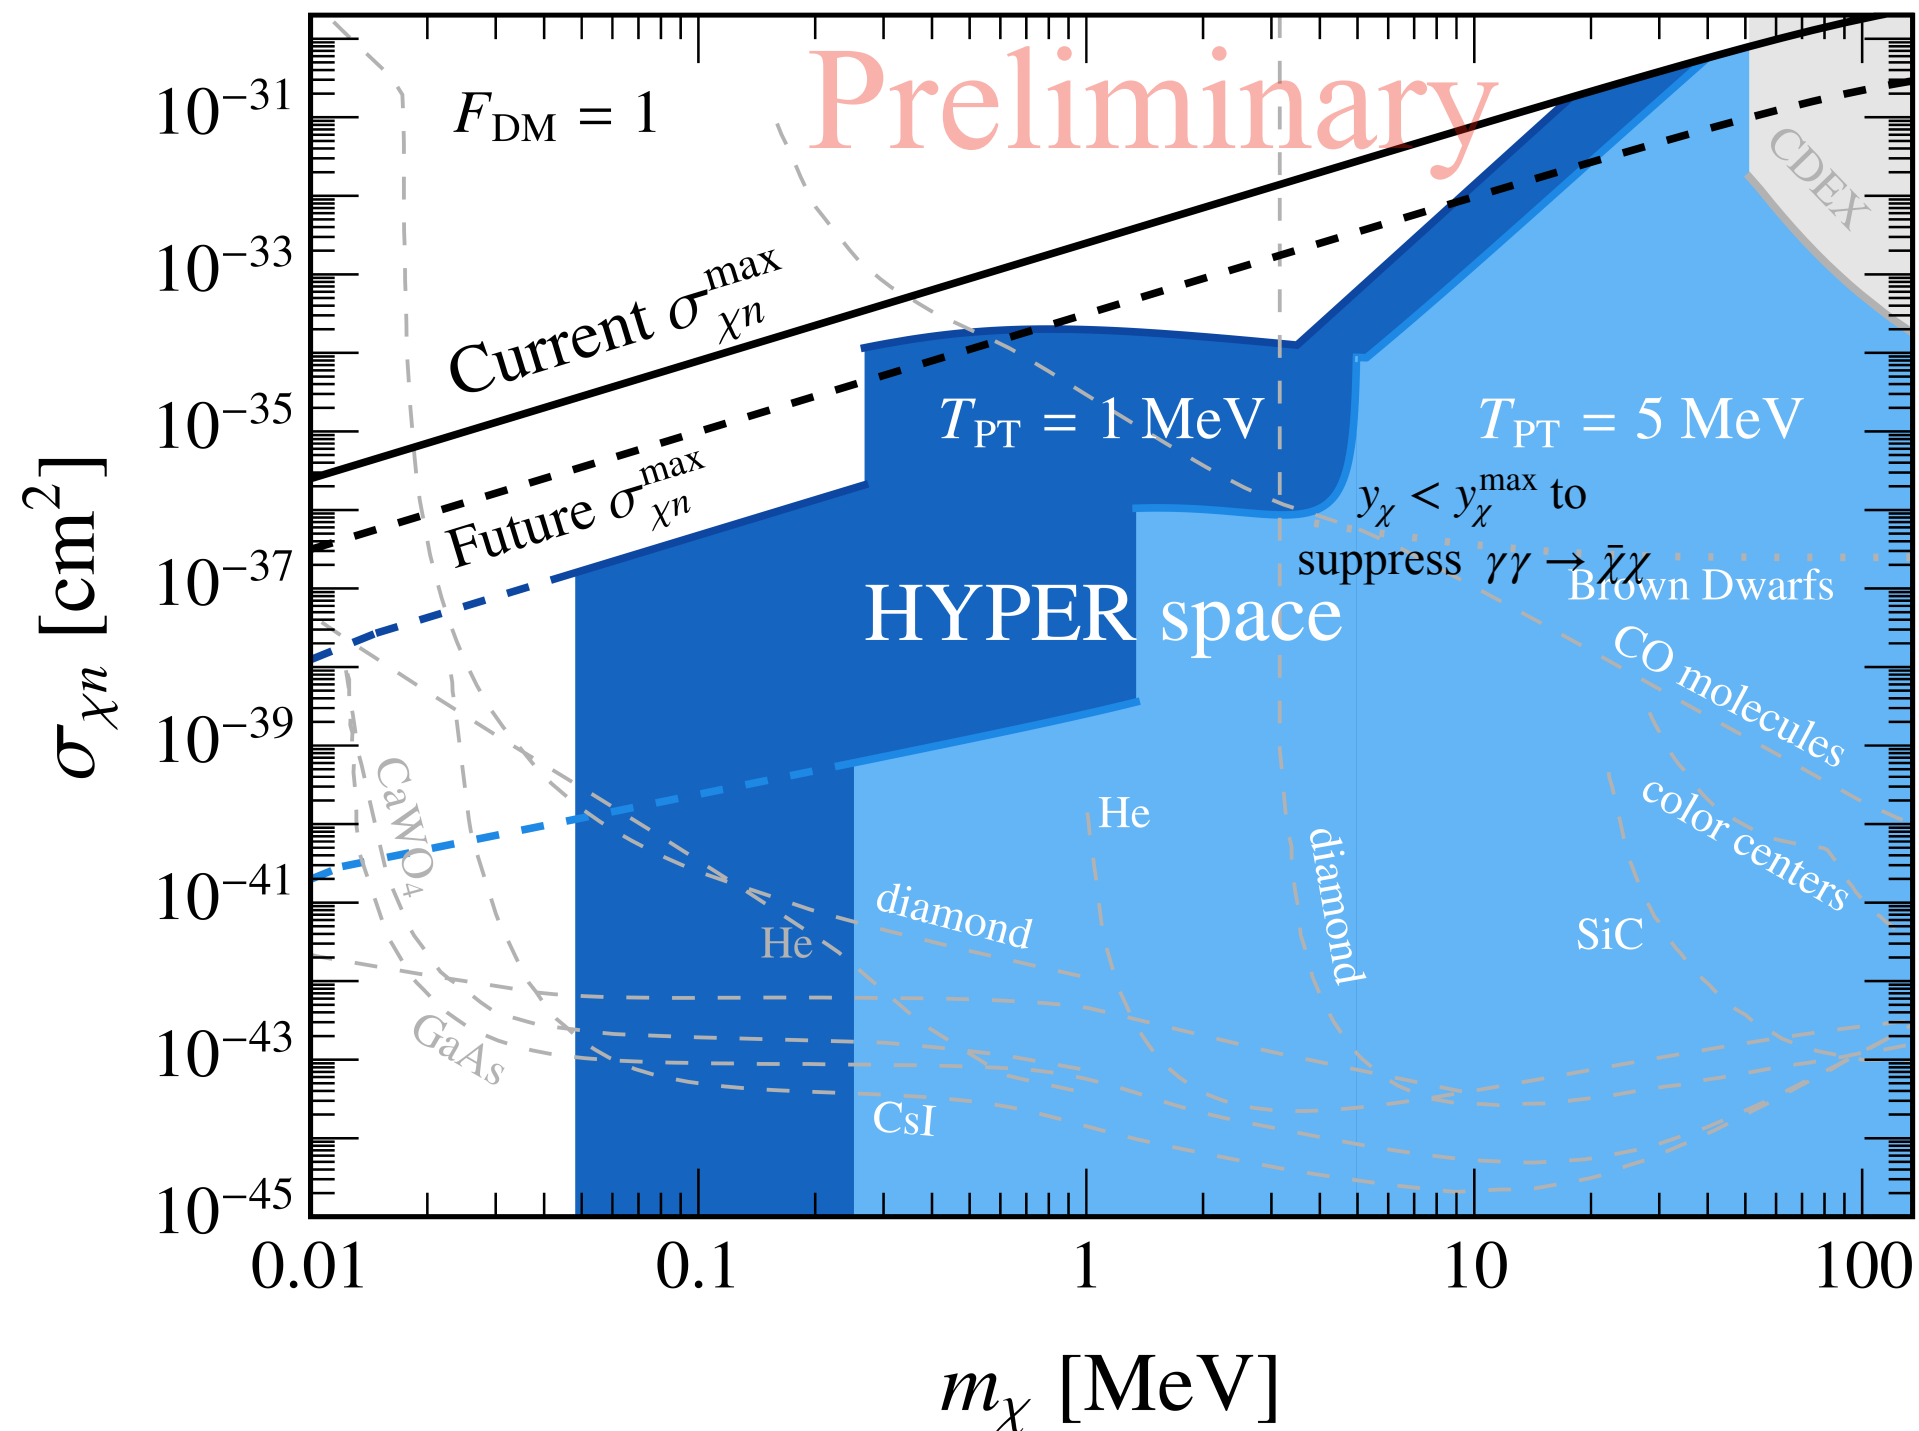 Preliminary
F_DM = 1
10^−31
10^−33
10^−35
10^−37
10^−39
10^−41
10^−43
10^−45
σ_χn [cm^2]
CDEX
Current σ_χn^max
Future σ_χn^max
T_PT = 1 MeV
T_PT = 5 MeV
y_χ < y_χ^max to
suppress γγ → χ̄χ
Brown Dwarfs
HYPER space
CO molecules
color centers
CaWO₄
He
diamond
diamond
He
SiC
GaAs
CsI
0.01
0.1
1
10
100
m_χ [MeV]